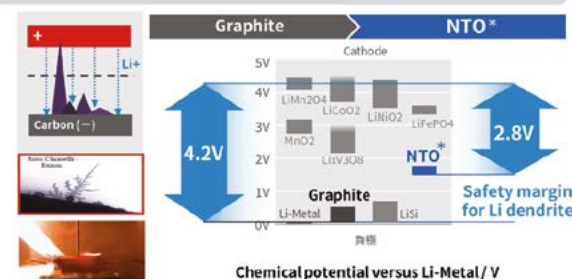 Graphite
NTO*
+
Li+
Carbon(−)
Cathode
5V
4V
3V
2V
1V
0V
LiMn2O4
LiCoO2
LiNiO2
LiFePO4
MnO2
LiV3O8
NTO*
4.2V
2.8V
Graphite
Li-Metal
LiSi
Safety margin
for Li dendrite
負極
Chemical potential versus Li-Metal / V